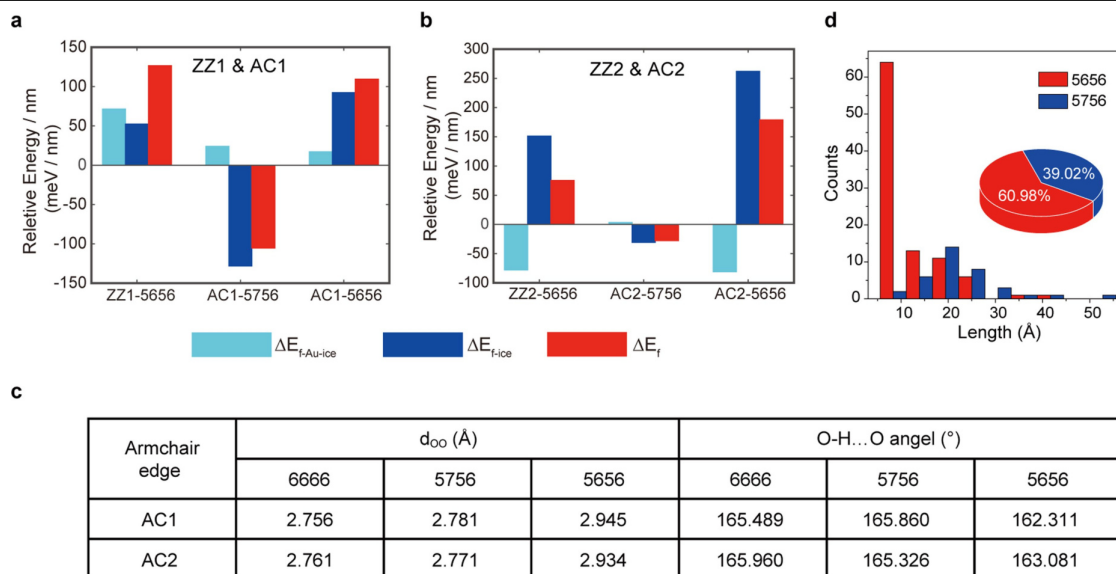 a
Reletive Energy / nm
(meV / nm)
150
100
50
0
-50
-100
-150
ZZ1 & AC1
ZZ1-5656
AC1-5756
AC1-5656
b
Reletive Energy / nm
(meV / nm)
300
250
200
150
100
50
0
-50
-100
ZZ2 & AC2
ZZ2-5656
AC2-5756
AC2-5656
ΔE_f-Au-ice
ΔE_f-ice
ΔE_f
d
Counts
60
50
40
30
20
10
0
5656
5756
39.02%
60.98%
10 20 30 40 50
Length (Å)
c
Armchair edge d_OO (Å) O-H...O angel (°)
6666 5756 5656 6666 5756 5656
AC1 2.756 2.781 2.945 165.489 165.860 162.311
AC2 2.761 2.771 2.934 165.960 165.326 163.081